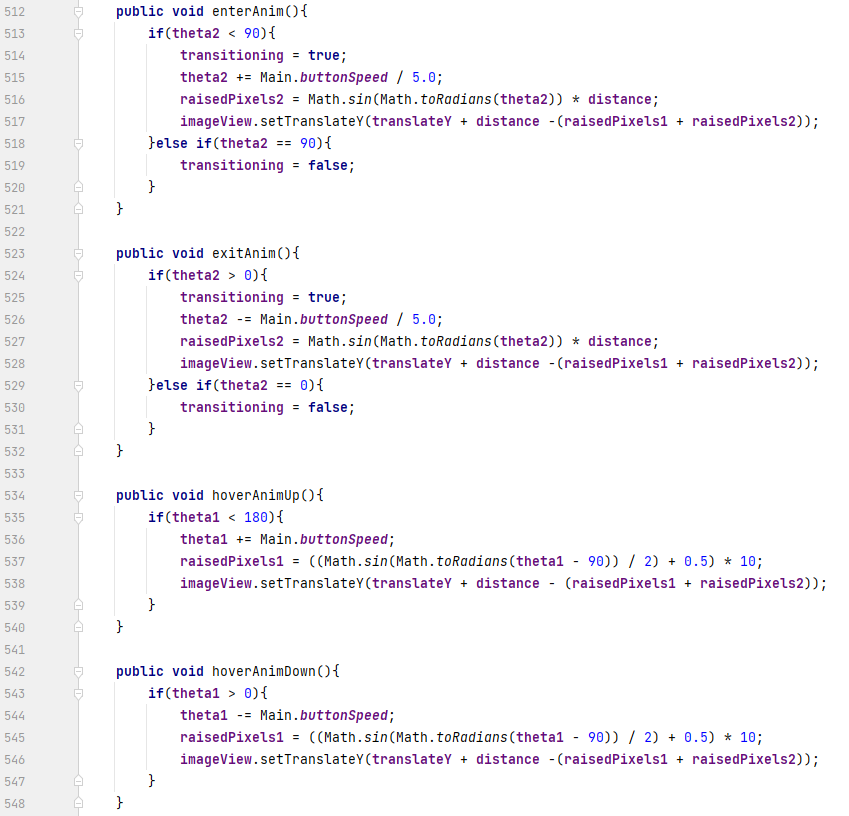 512 public void enterAnim(){
513 if(theta2 < 90){
514 transitioning = true;
515 theta2 += Main.buttonSpeed / 5.0;
516 raisedPixels2 = Math.sin(Math.toRadians(theta2)) * distance;
517 imageView.setTranslateY(translateY + distance -(raisedPixels1 + raisedPixels2));
518 }else if(theta2 == 90){
519 transitioning = false;
520 }
521 }
522
523 public void exitAnim(){
524 if(theta2 > 0){
525 transitioning = true;
526 theta2 -= Main.buttonSpeed / 5.0;
527 raisedPixels2 = Math.sin(Math.toRadians(theta2)) * distance;
528 imageView.setTranslateY(translateY + distance -(raisedPixels1 + raisedPixels2));
529 }else if(theta2 == 0){
530 transitioning = false;
531 }
532 }
533
534 public void hoverAnimUp(){
535 if(theta1 < 180){
536 theta1 += Main.buttonSpeed;
537 raisedPixels1 = ((Math.sin(Math.toRadians(theta1 - 90)) / 2) + 0.5) * 10;
538 imageView.setTranslateY(translateY + distance - (raisedPixels1 + raisedPixels2));
539 }
540 }
541
542 public void hoverAnimDown(){
543 if(theta1 > 0){
544 theta1 -= Main.buttonSpeed;
545 raisedPixels1 = ((Math.sin(Math.toRadians(theta1 - 90)) / 2) + 0.5) * 10;
546 imageView.setTranslateY(translateY + distance -(raisedPixels1 + raisedPixels2));
547 }
548 }